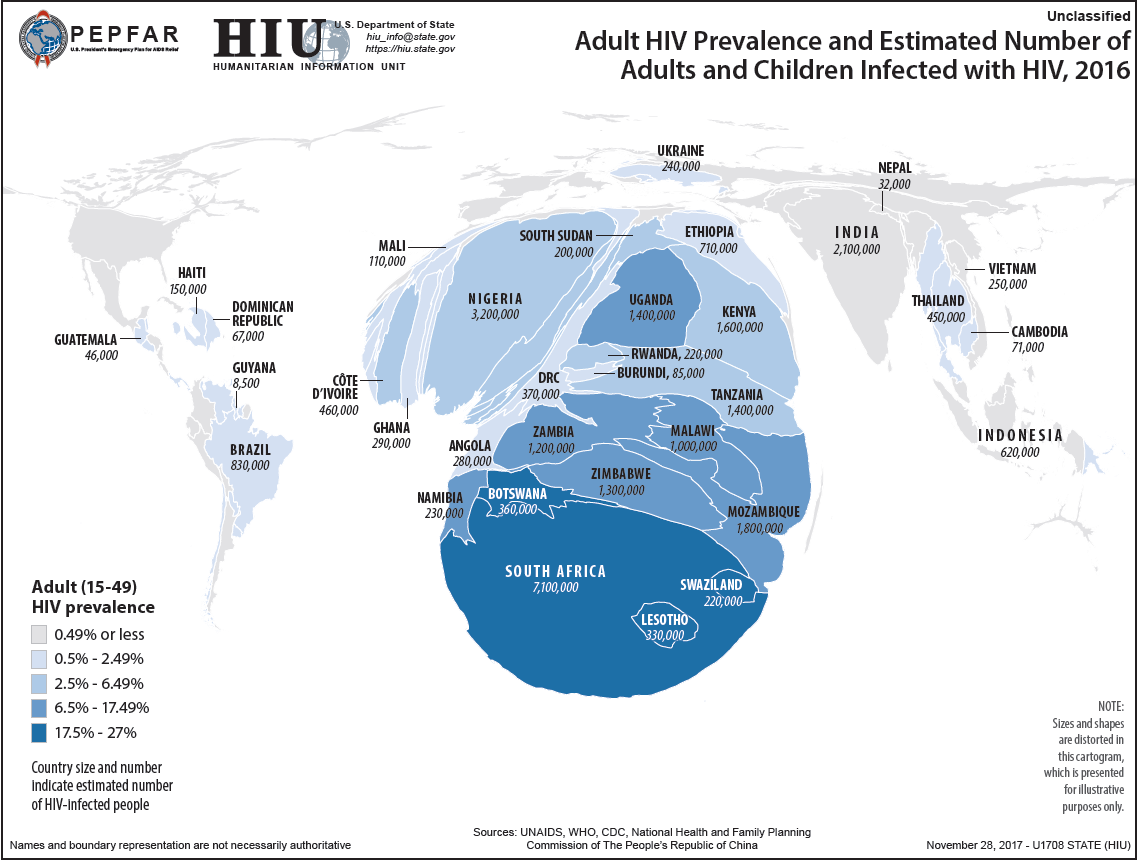 PEPFAR
U.S. President's Emergency Plan for AIDS Relief
HIU
U.S. Department of State
hiu_info@state.gov
https://hiu.state.gov
HUMANITARIAN INFORMATION UNIT
Unclassified
Adult HIV Prevalence and Estimated Number of
Adults and Children Infected with HIV, 2016
UKRAINE
240,000
NEPAL
32,000
SOUTH SUDAN
200,000
ETHIOPIA
710,000
INDIA
2,100,000
MALI
110,000
HAITI
150,000
VIETNAM
250,000
NIGERIA
3,200,000
UGANDA
1,400,000
THAILAND
450,000
DOMINICAN
REPUBLIC
67,000
KENYA
1,600,000
CAMBODIA
71,000
GUATEMALA
46,000
RWANDA, 220,000
BURUNDI, 85,000
GUYANA
8,500
CÔTE
D'IVOIRE
460,000
DRC
370,000
TANZANIA
1,400,000
GHANA
290,000
ZAMBIA
1,200,000
MALAWI
1,000,000
INDONESIA
620,000
BRAZIL
830,000
ANGOLA
280,000
ZIMBABWE
1,300,000
NAMIBIA
230,000
BOTSWANA
360,000
MOZAMBIQUE
1,800,000
SOUTH AFRICA
7,100,000
SWAZILAND
220,000
LESOTHO
330,000
Adult (15-49)
HIV prevalence
0.49% or less
0.5% - 2.49%
2.5% - 6.49%
6.5% - 17.49%
17.5% - 27%
Country size and number
indicate estimated number
of HIV-infected people
NOTE:
Sizes and shapes
are distorted in
this cartogram,
which is presented
for illustrative
purposes only.
Sources: UNAIDS, WHO, CDC, National Health and Family Planning
Commission of The People's Republic of China
Names and boundary representation are not necessarily authoritative
November 28, 2017 - U1708 STATE (HIU)